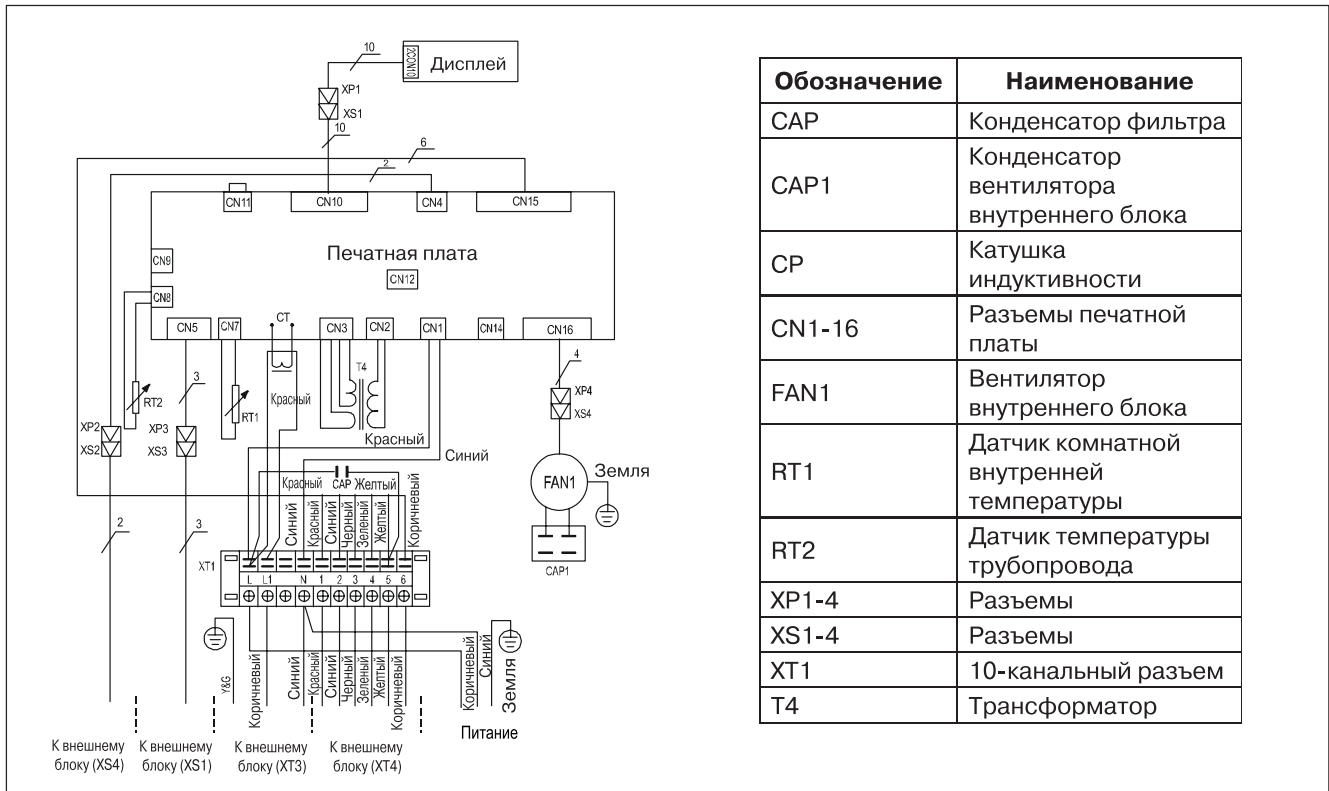 10
2CON10
Дисплей
XP1
XS1
10
6
2
CN11
CN10
CN4
CN15
Печатная плата
CN9
CN12
CN8
CN5
CN7
CT
CN3
CN2
CN1
CN14
CN16
T4
4
3
RT2
RT1
Красный
XP4
XS4
XP2
XS2
XP3
XS3
Красный
Синий
Земля
FAN1
Красный
CAP
Желтый
Синий
Красный
Синий
Черный
Зеленый
Желтый
Коричневый
2
3
CAP1
XT1
L L1 N 1 2 3 4 5 6
Y&G
Коричневый
Синий
Красный
Синий
Черный
Зеленый
Желтый
Коричневый
Коричневый
Синий
Земля
Питание
К внешнему
блоку (XS4)
К внешнему
блоку (XS1)
К внешнему
блоку (XT3)
К внешнему
блоку (XT4)
Обозначение Наименование
CAP Конденсатор фильтра
CAP1 Конденсатор
вентилятора
внутреннего блока
CP Катушка
индуктивности
CN1-16 Разъемы печатной
платы
FAN1 Вентилятор
внутреннего блока
RT1 Датчик комнатной
внутренней
температуры
RT2 Датчик температуры
трубопровода
XP1-4 Разъемы
XS1-4 Разъемы
XT1 10-канальный разъем
T4 Трансформатор